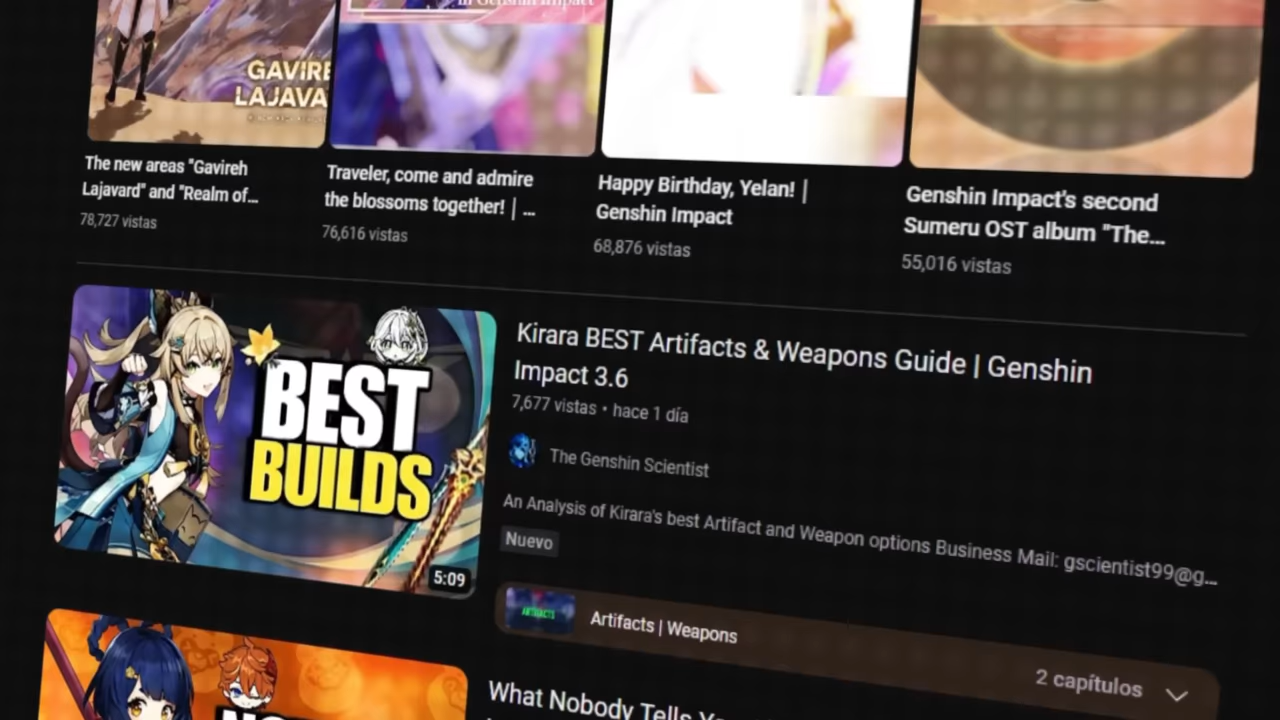 in Genshin Impact
GAVIRE
LAJAVA
The new areas "Gavireh
Lajavard" and "Realm of...
78,727 vistas
Traveler, come and admire
the blossoms together! | ...
76,616 vistas
Happy Birthday, Yelan! |
Genshin Impact
68,876 vistas
Genshin Impact's second
Sumeru OST album "The...
55,016 vistas
BEST
BUILDS
5:09
Kirara BEST Artifacts & Weapons Guide | Genshin
Impact 3.6
7,677 vistas • hace 1 día
The Genshin Scientist
An Analysis of Kirara's best Artifact and Weapon options Business Mail: gscientist99@g...
Nuevo
ARTIFACTS
Artifacts | Weapons
2 capítulos
What Nobody Tells